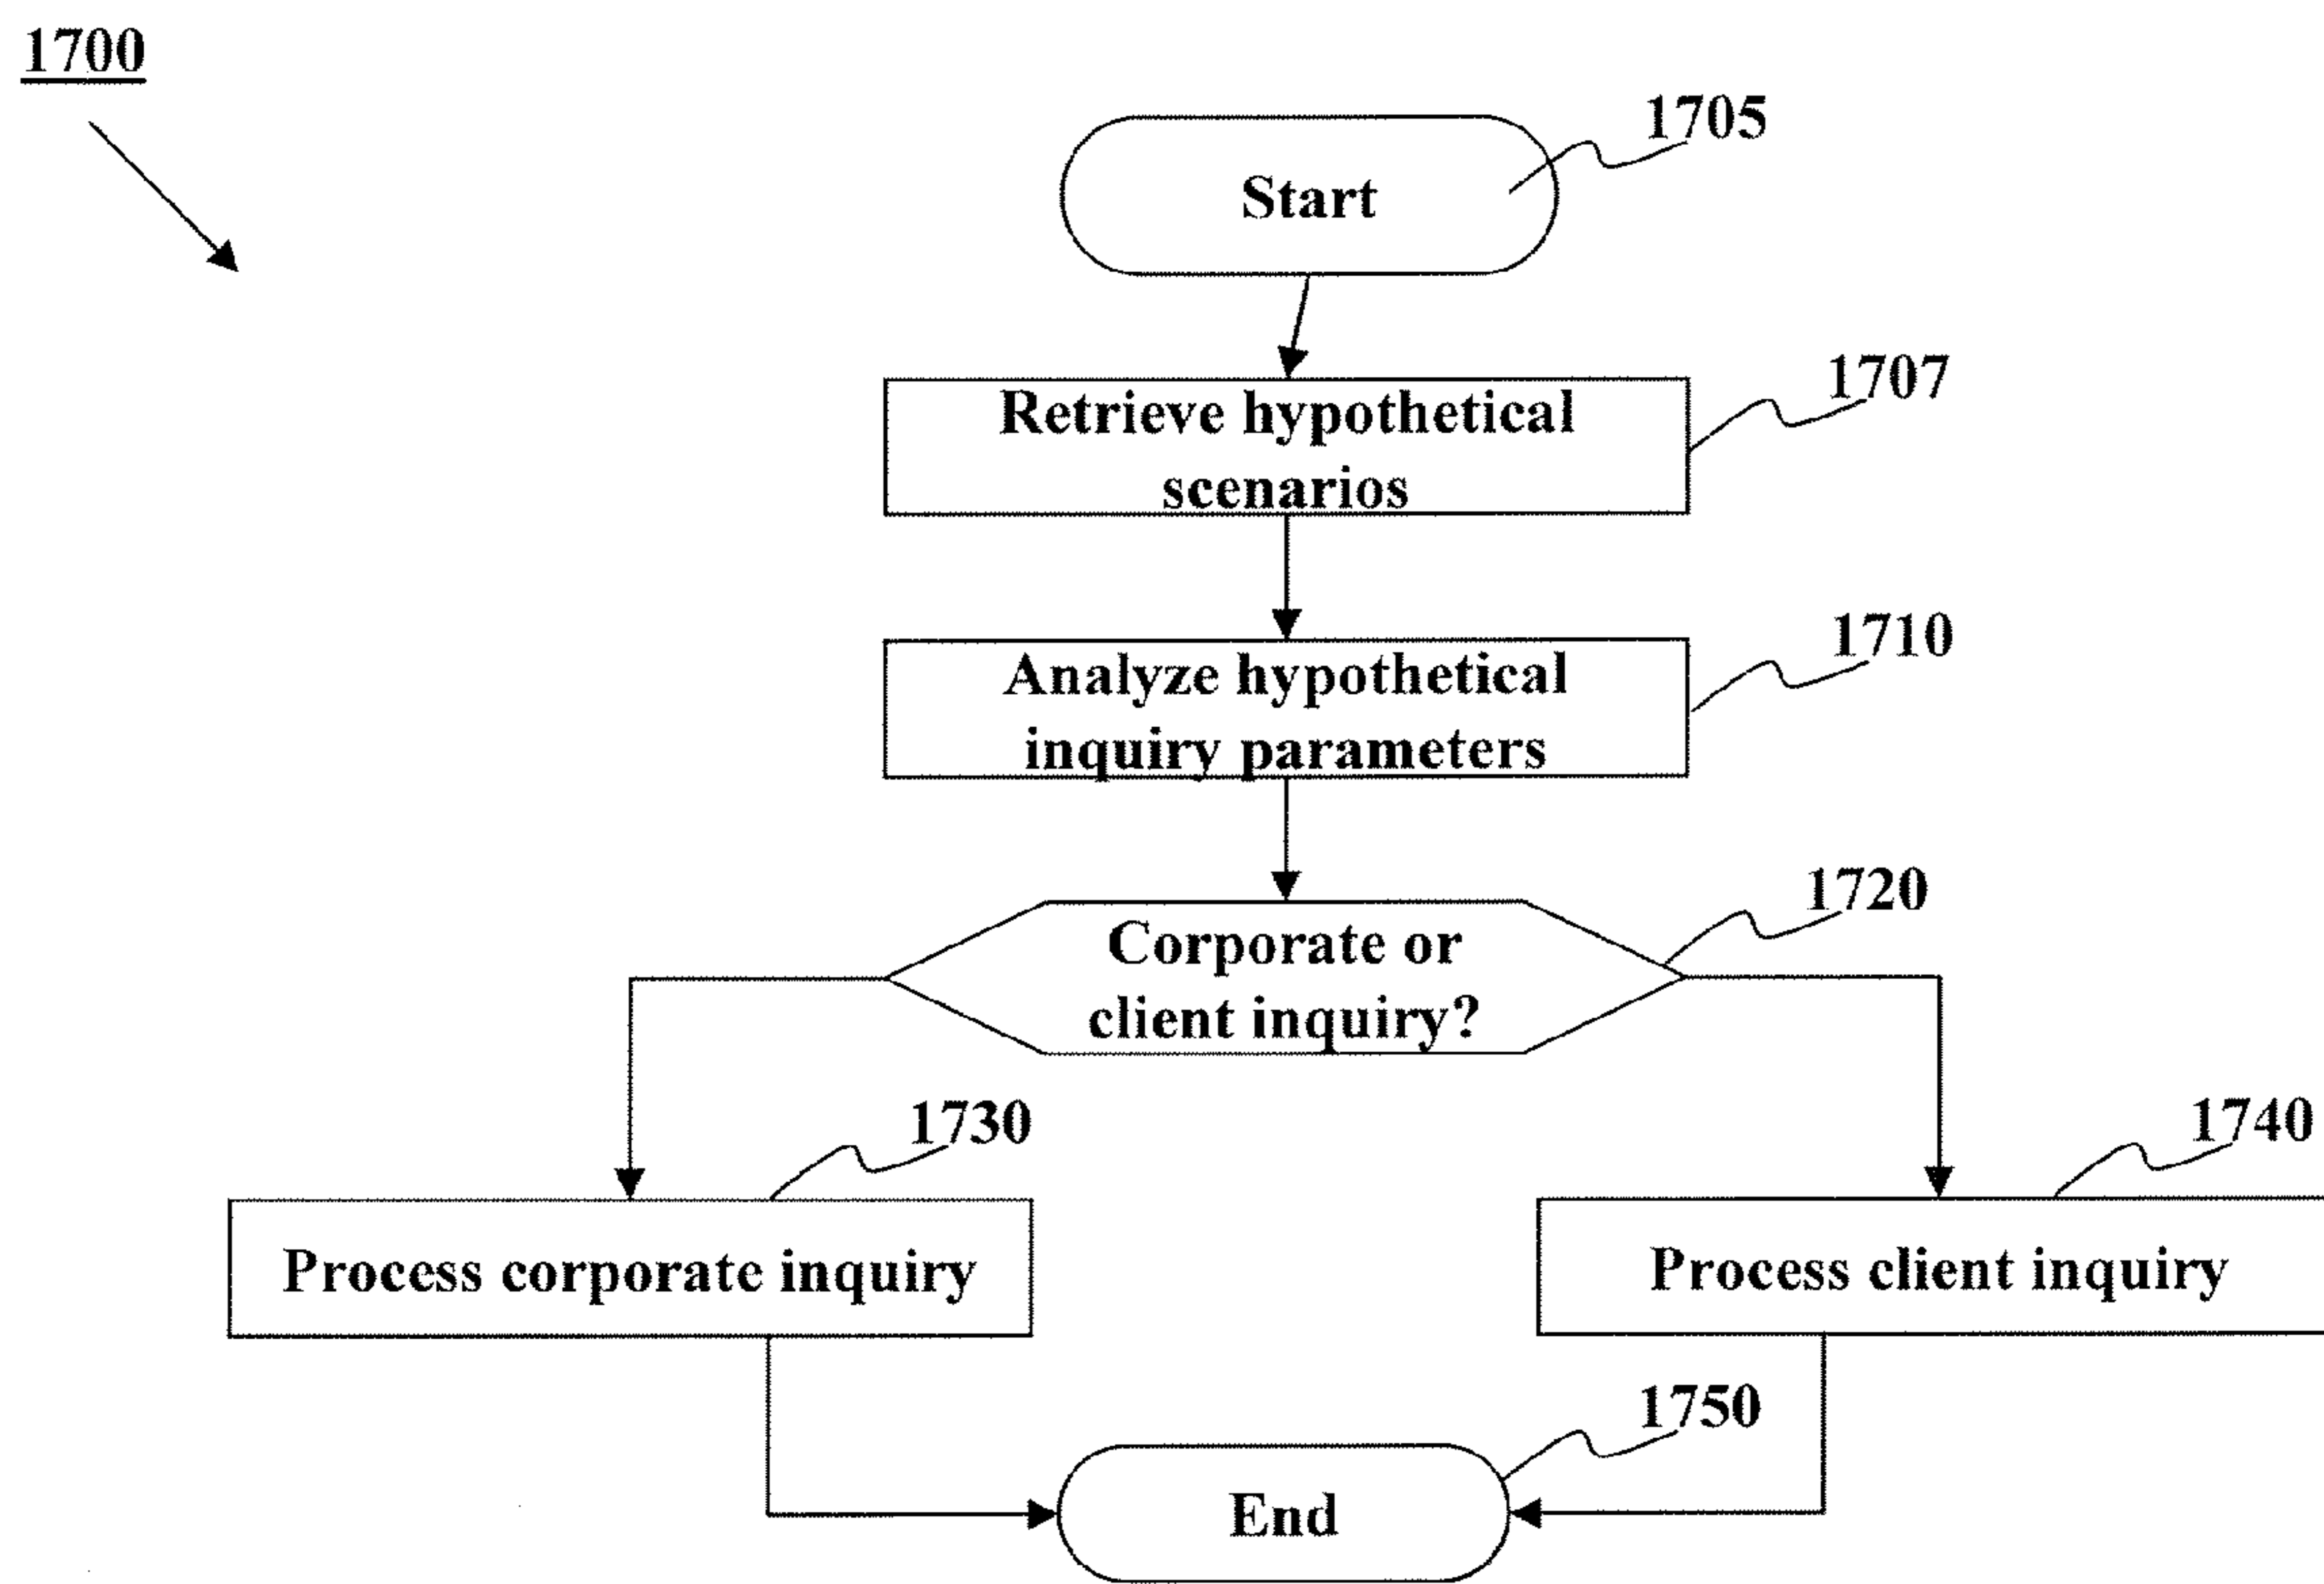 1700
1705
Start
1707
Retrieve hypothetical
scenarios
1710
Analyze hypothetical
inquiry parameters
1720
Corporate or
client inquiry?
1730
1740
Process corporate inquiry
Process client inquiry
1750
End